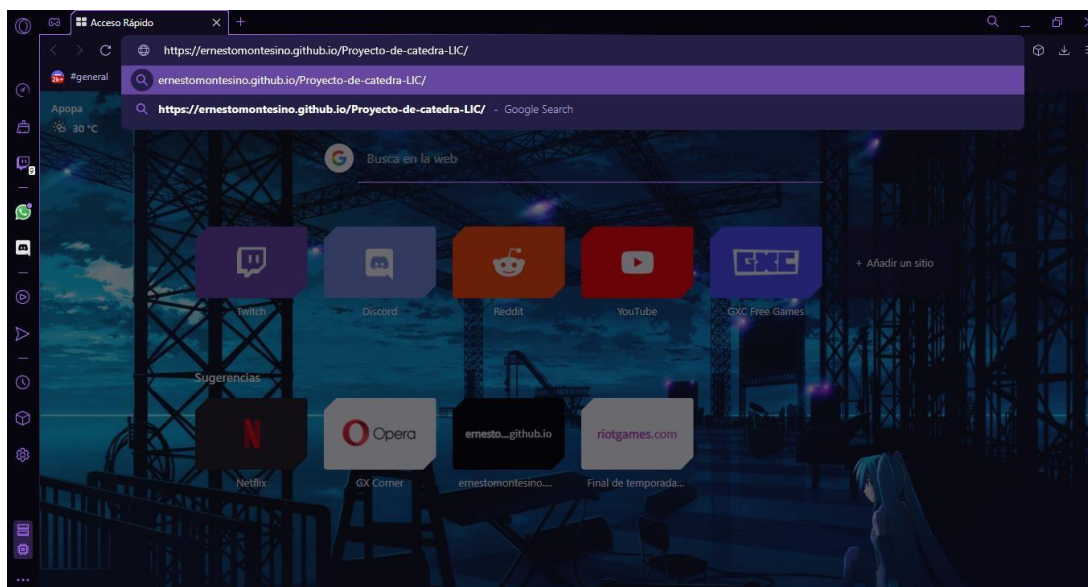 Acceso Rápido
https://ernestomontesino.github.io/Proyecto-de-catedra-LIC/
2k+ #general
ernestomontesino.github.io/Proyecto-de-catedra-LIC/
https://ernestomontesino.github.io/Proyecto-de-catedra-LIC/ - Google Search
Apopa
30 °C
Busca en la web
GXC
+ Añadir un sitio
Twitch
Discord
Reddit
YouTube
GXC Free Games
Sugerencias
N
Opera
ernesto...github.io
riotgames.com
Netflix
GX Corner
ernestomontesino....
Final de temporada...